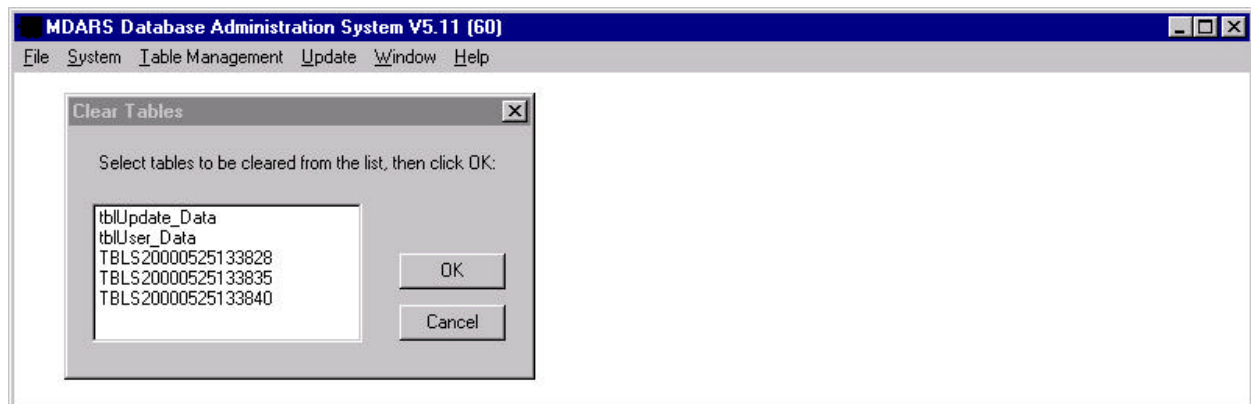 MDARS Database Administration System V5.11 (60)
File System Table Management Update Window Help
Clear Tables
Select tables to be cleared from the list, then click OK:
tblUpdate_Data
tblUser_Data
TBLS20000525133828
TBLS20000525133835
TBLS20000525133840
OK
Cancel